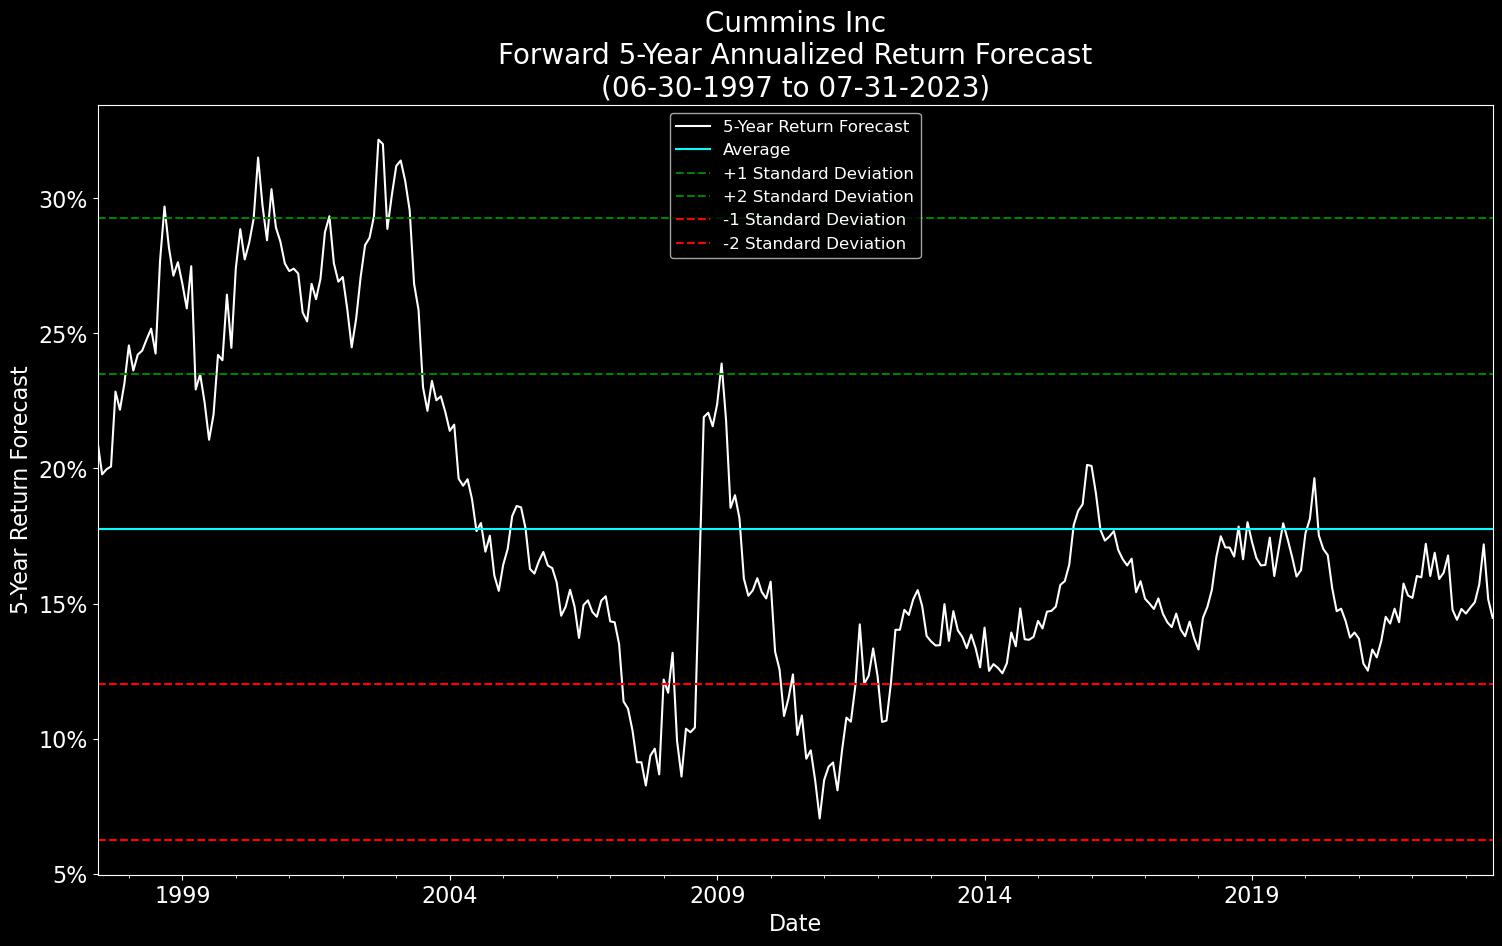 Cummins Inc
Forward 5-Year Annualized Return Forecast
(06-30-1997 to 07-31-2023)
5-Year Return Forecast
Average
+1 Standard Deviation
+2 Standard Deviation
-1 Standard Deviation
-2 Standard Deviation
30%
25%
20%
15%
10%
5%
5-Year Return Forecast
1999 2004 2009 2014 2019
Date